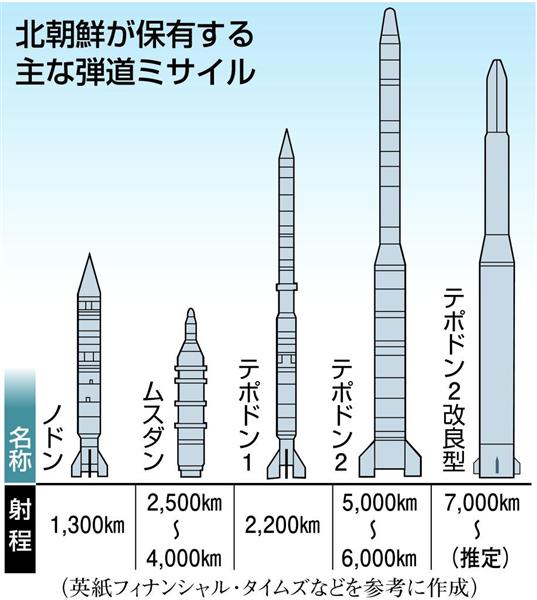 北朝鮮が保有する
主な弾道ミサイル
名称
ノドン
ムスダン
テポドン1
テポドン2
テポドン2改良型
射程
1,300km
2,500km
〜
4,000km
2,200km
5,000km
〜
6,000km
7,000km
〜
(推定)
(英紙フィナンシャル・タイムズなどを参考に作成)